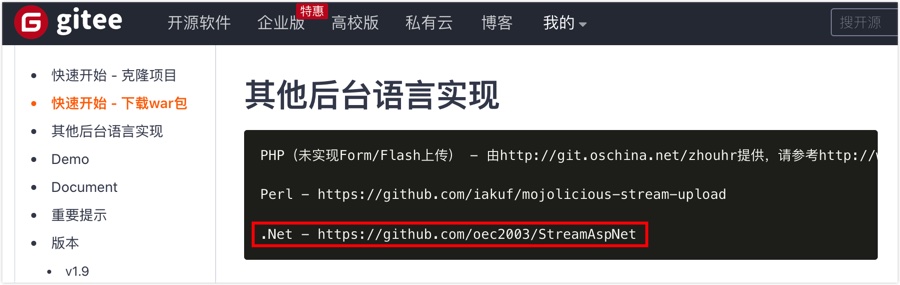 gitee
开源软件
企业版
特惠
高校版
私有云
博客
我的
搜开源
快速开始 - 克隆项目
快速开始 - 下载war包
其他后台语言实现
Demo
Document
重要提示
版本
v1.9
其他后台语言实现
PHP（未实现Form/Flash上传） - 由http://git.oschina.net/zhouhr提供，请参考http://
Perl - https://github.com/iakuf/mojolicious-stream-upload
.Net - https://github.com/oec2003/StreamAspNet